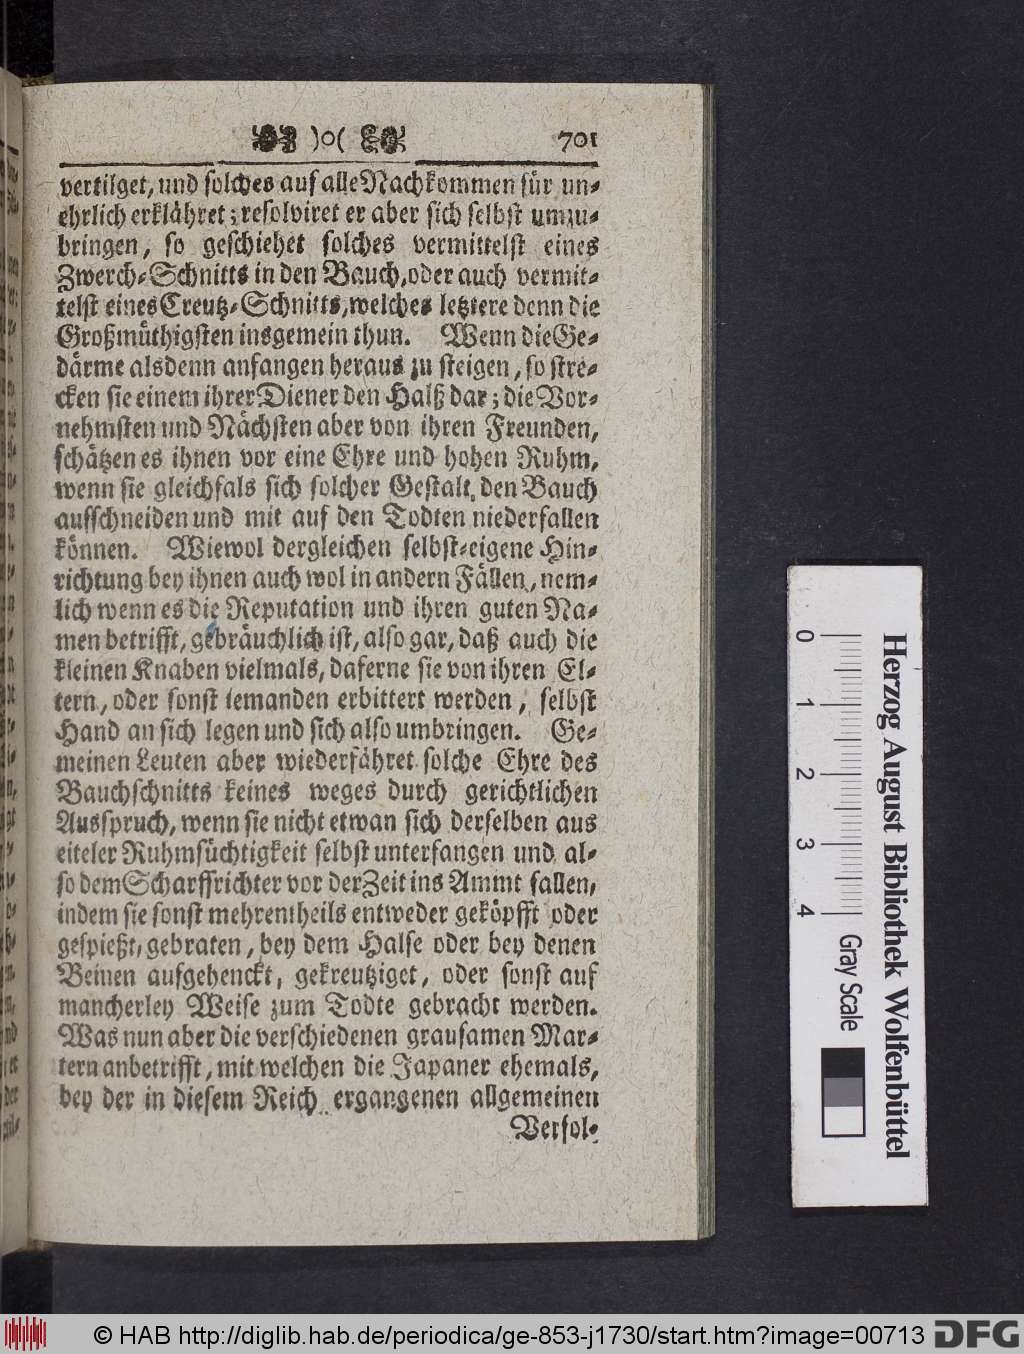 )o( 701
vertilget, und solches auf alle Nachkommen für un-
ehrlich erklähret; resolviret er aber sich selbst umzu-
bringen, so geschiehet solches vermittelst eines
Zwerch-Schnitts in den Bauch, oder auch vermit-
telst eines Creutz-Schnitts, welches letztere denn die
Großmüthigsten insgemein thun. Wenn die Ge-
därme alsdenn anfangen heraus zu steigen, so stre-
cken sie einem ihrer Diener den Halß dar; die Vor-
nehmsten und Nächsten aber von ihren Freunden,
schätzen es ihnen vor eine Ehre und hohen Ruhm,
wenn sie gleichfals sich solcher Gestalt, den Bauch
aufschneiden und mit auf den Todten niederfallen
können. Wiewol dergleichen selbst-eigene Hin-
richtung bey ihnen auch wol in andern Fällen, nem-
lich wenn es die Reputation und ihren guten Na-
men betrifft, gebräuchlich ist, also gar, daß auch die
kleinen Knaben vielmals, daferne sie von ihren El-
tern, oder sonst iemanden erbittert werden, selbst
Hand an sich legen und sich also umbringen. Ge-
meinen Leuten aber wiederfähret solche Ehre des
Bauchschnitts keines weges durch gerichtlichen
Ausspruch, wenn sie nicht etwan sich derselben aus
eiteler Ruhmsüchtigkeit selbst unterfangen und al-
so dem Scharffrichter vor der Zeit ins Ammt fallen,
indem sie sonst mehrentheils entweder geköpfft oder
gespießt, gebraten, bey dem Halse oder bey denen
Beinen aufgehenckt, gekreutziget, oder sonst auf
mancherley Weise zum Todte gebracht werden.
Was nun aber die verschiedenen grausamen Mar-
tern anbetrifft, mit welchen die Japaner ehemals,
bey der in diesem Reich ergangenen allgemeinen
Verfol-
Herzog August Bibliothek Wolfenbüttel
0 1 2 3 4 Gray Scale
© HAB http://diglib.hab.de/periodica/ge-853-j1730/start.htm?image=00713 DFG